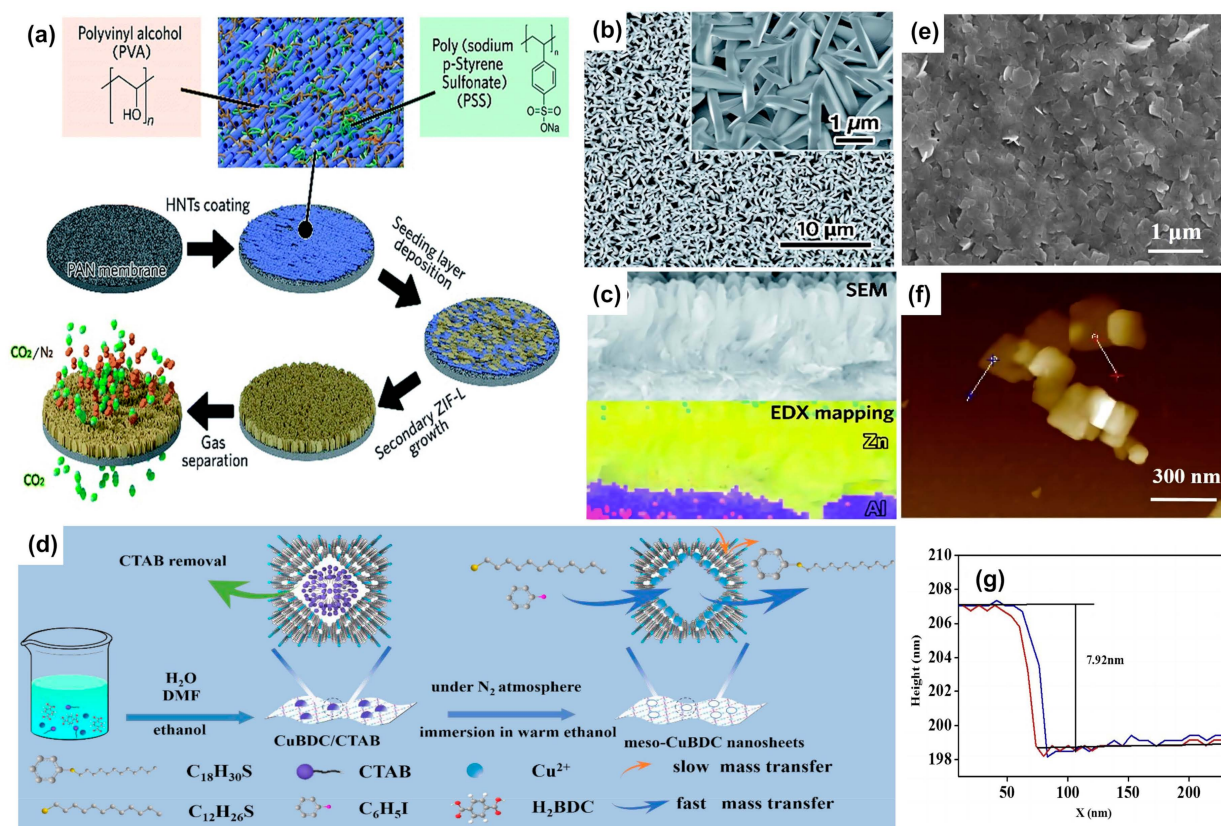 (a)
Polyvinyl alcohol
(PVA)
HO
n
Poly (sodium
p-Styrene
Sulfonate)
(PSS)
n
O=S=O
ONa
HNTs coating
PAN membrane
Seeding layer
deposition
Secondary ZIF-L
growth
Gas
separation
CO₂/N₂
CO₂
(b)
1 µm
10 µm
(c)
SEM
EDX mapping
Zn
Al
(e)
1 µm
(f)
300 nm
(d)
CTAB removal
H₂O
DMF
ethanol
CuBDC/CTAB
under N₂ atmosphere
immersion in warm ethanol
meso-CuBDC nanosheets
C₁₈H₃₀S
CTAB
Cu²⁺
slow mass transfer
C₁₂H₂₆S
C₆H₅I
H₂BDC
fast mass transfer
(g)
210
208
206
204
202
200
198
Height (nm)
7.92nm
50
100
150
200
X (nm)